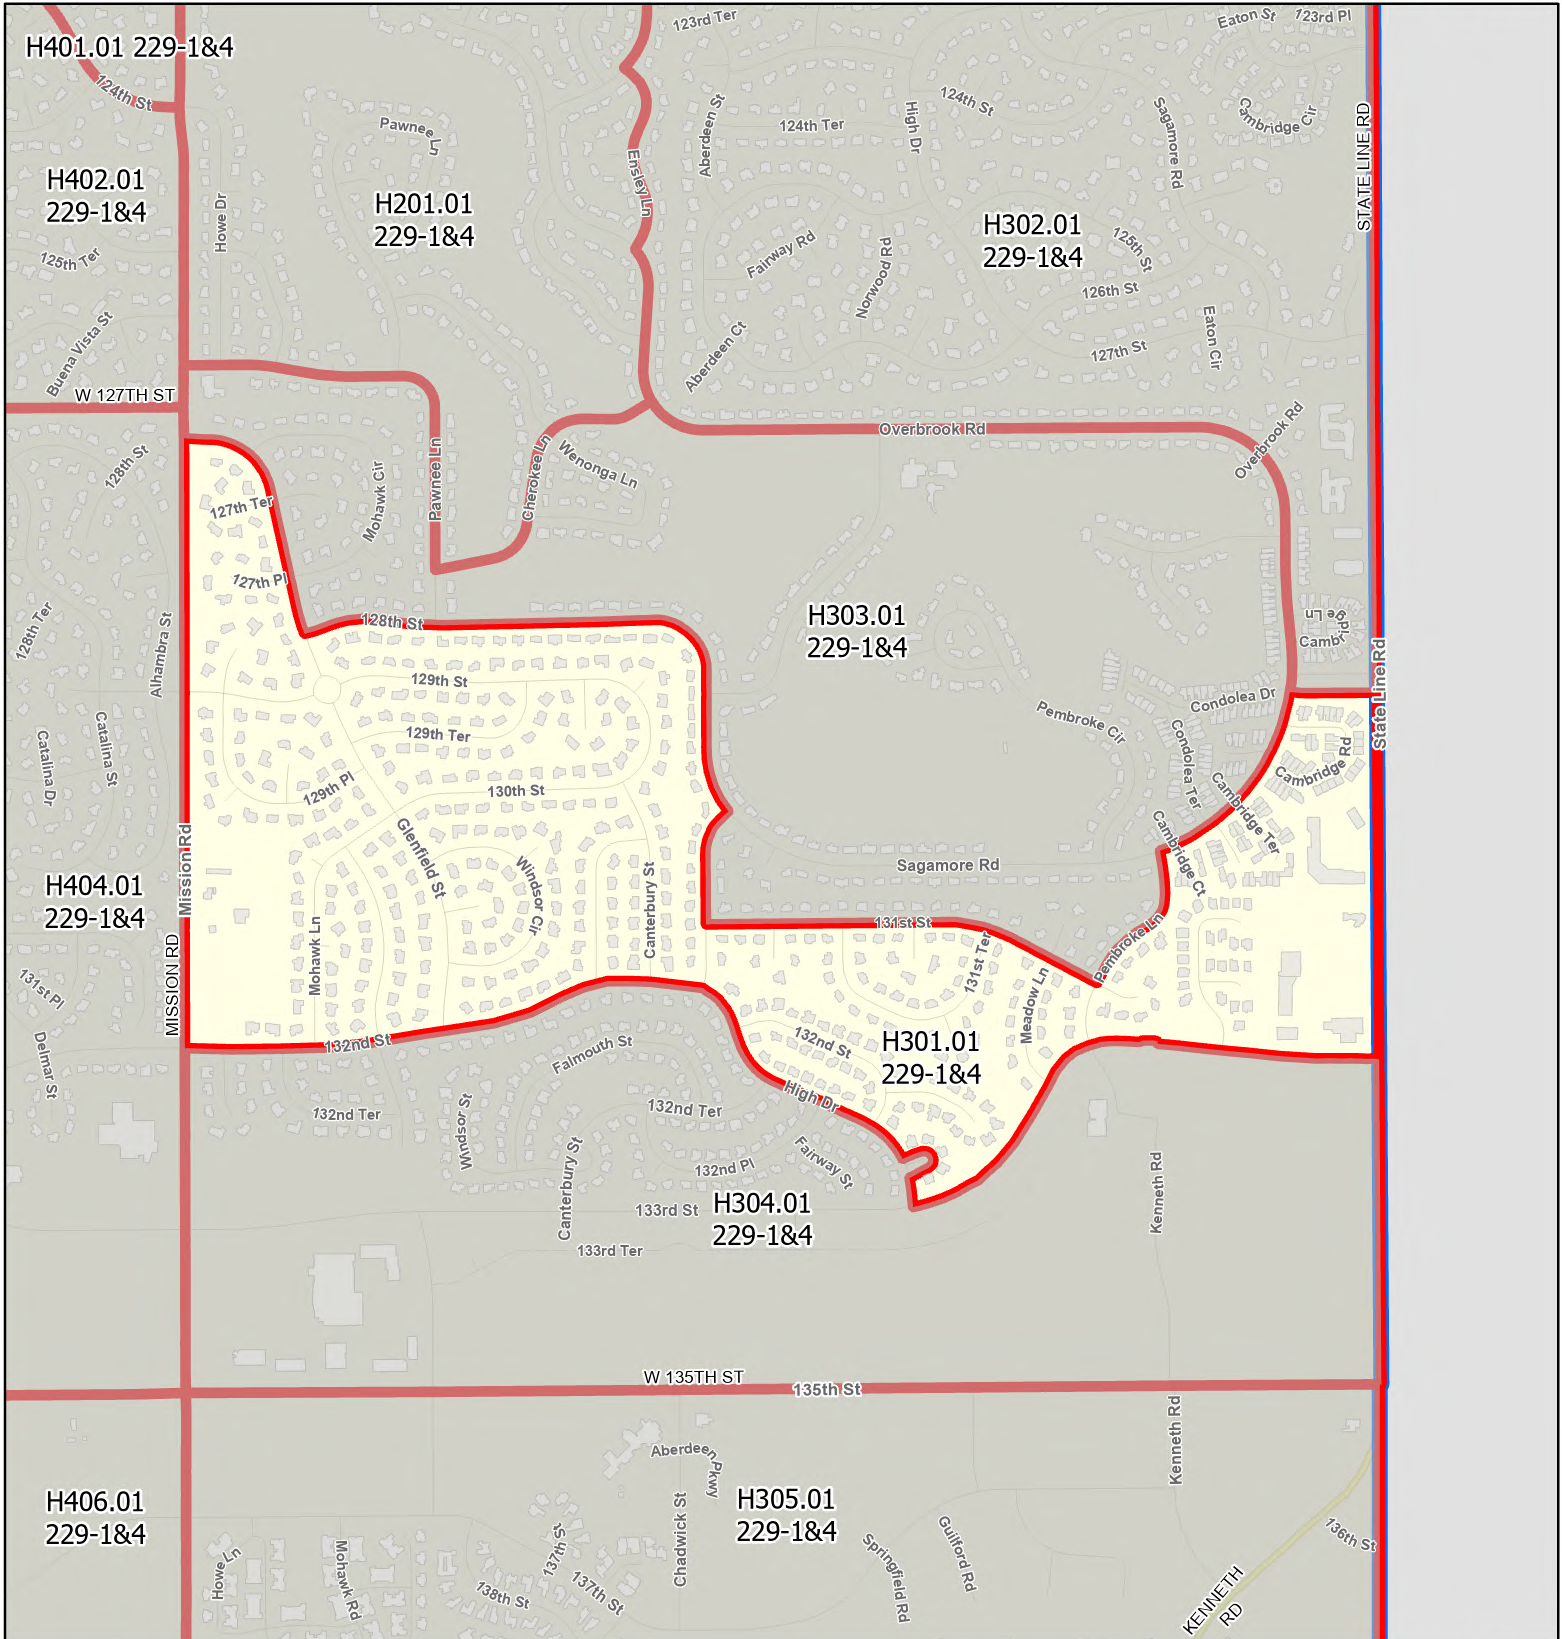 123rd Ter
Eaton St
123rd Pl
H401.01 229-1&4
124th St
Pawnee Ln
Aberdeen St
124th Ter
High Dr
124th St
Sagamore Rd
Cambridge Cir
STATE LINE RD
H402.01
229-1&4
Howe Dr
H201.01
229-1&4
Ensley Ln
H302.01
229-1&4
125th Ter
Fairway Rd
Norwood Rd
125th St
126th St
Buena Vista St
Aberdeen Ct
127th St
Eaton Cir
W 127TH ST
Overbrook Rd
Overbrook Rd
128th St
127th Ter
Mohawk Cir
Pawnee Ln
Cherokee Ln
Wenonga Ln
127th Pl
128th Ter
Alhambra St
128th St
H303.01
229-1&4
Cambridge Ln
State Line Rd
129th St
Condolea Dr
Catalina Dr
Catalina St
129th Ter
Pembroke Cir
Condolea Ter
Cambridge Rd
129th Pl
130th St
Cambridge Ter
Glenfield St
Windsor Cir
Canterbury St
Sagamore Rd
Cambridge Ct
Mission Rd
H404.01
229-1&4
131st St
Mohawk Ln
131st Ter
Pembroke Ln
MISSION RD
131st Pl
Meadow Ln
132nd St
132nd St
H301.01
229-1&4
Delmar St
Falmouth St
132nd Ter
Windsor St
132nd Ter
High Dr
Canterbury St
132nd Pl
Fairway St
Kenneth Rd
133rd St
H304.01
229-1&4
133rd Ter
W 135TH ST
135th St
Kenneth Rd
Aberdeen Pkwy
H406.01
229-1&4
H305.01
229-1&4
Chadwick St
137th St
Springfield Rd
Guilford Rd
136th St
Howe Ln
Mohawk Rd
138th St
137th St
KENNETH
RD